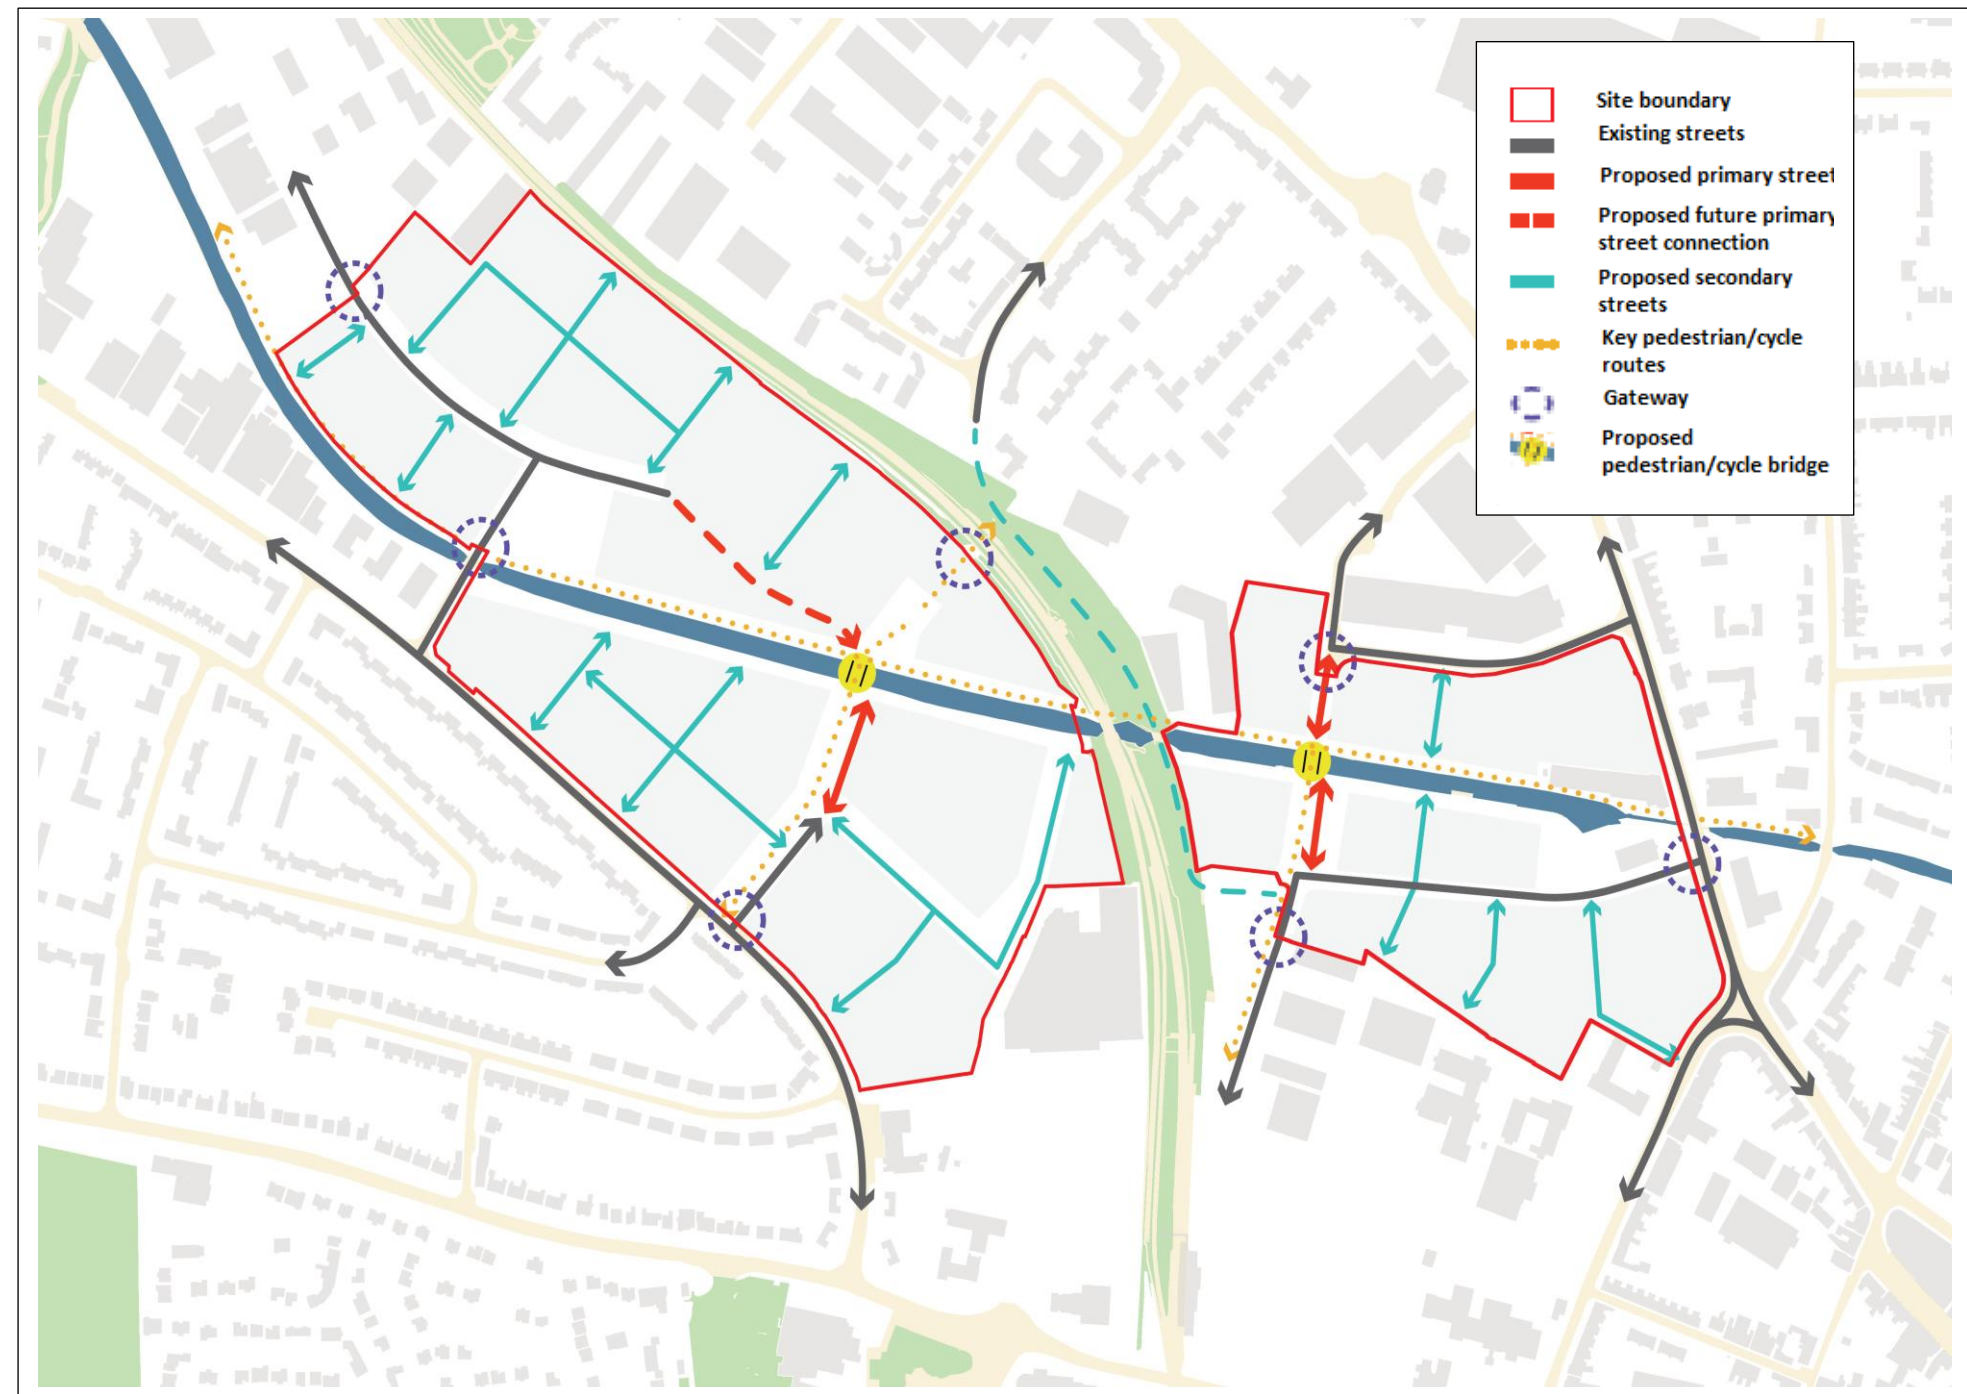 Site boundary
Existing streets
Proposed primary street
Proposed future primary
street connection
Proposed secondary
streets
Key pedestrian/cycle
routes
Gateway
Proposed
pedestrian/cycle bridge